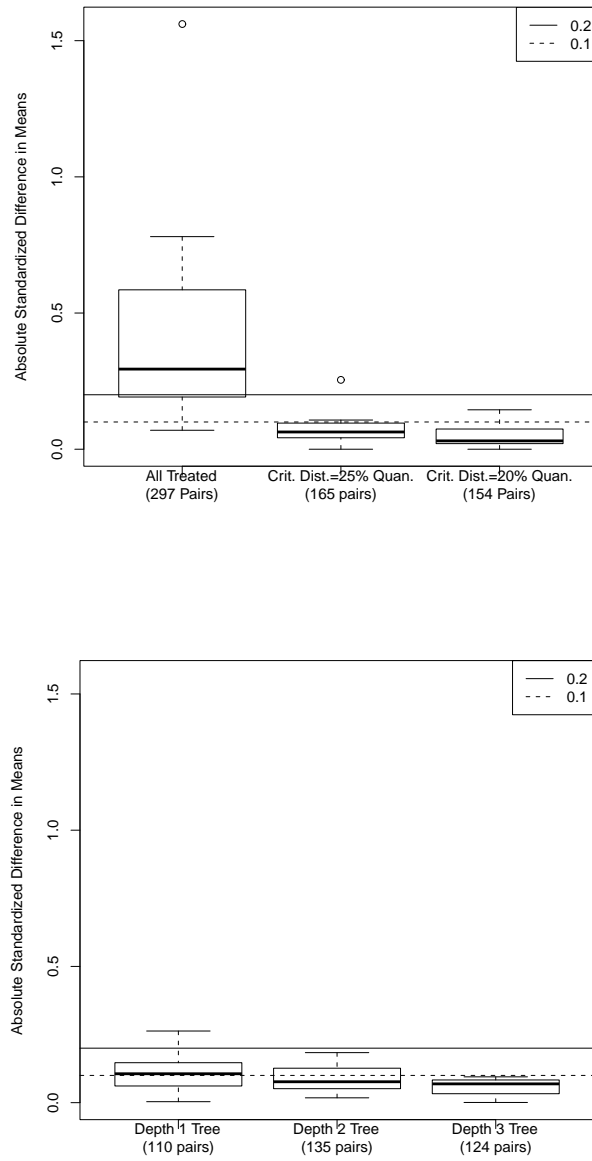 0.2
0.1
Absolute Standardized Difference in Means
1.5
1.0
0.5
0.0
All Treated
(297 Pairs)
Crit. Dist.=25% Quan.
(165 pairs)
Crit. Dist.=20% Quan.
(154 Pairs)
0.2
0.1
Absolute Standardized Difference in Means
1.5
1.0
0.5
0.0
Depth 1 Tree
(110 pairs)
Depth 2 Tree
(135 pairs)
Depth 3 Tree
(124 pairs)